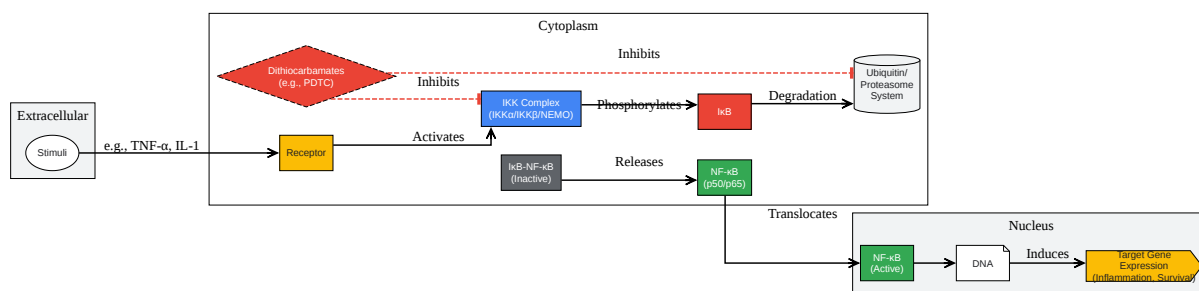 Cytoplasm
Inhibits
Dithiocarbamates
(e.g., PDTC)
Inhibits
Ubiquitin/
Proteasome
System
Extracellular
Stimuli
e.g., TNF-α, IL-1
Receptor
Activates
IKK Complex
(IKKα/IKKβ/NEMO)
Phosphorylates
IκB
Degradation
IκB-NF-κB
(Inactive)
Releases
NF-κB
(p50/p65)
Translocates
Nucleus
NF-κB
(Active)
DNA
Induces
Target Gene
Expression
(Inflammation, Survival)